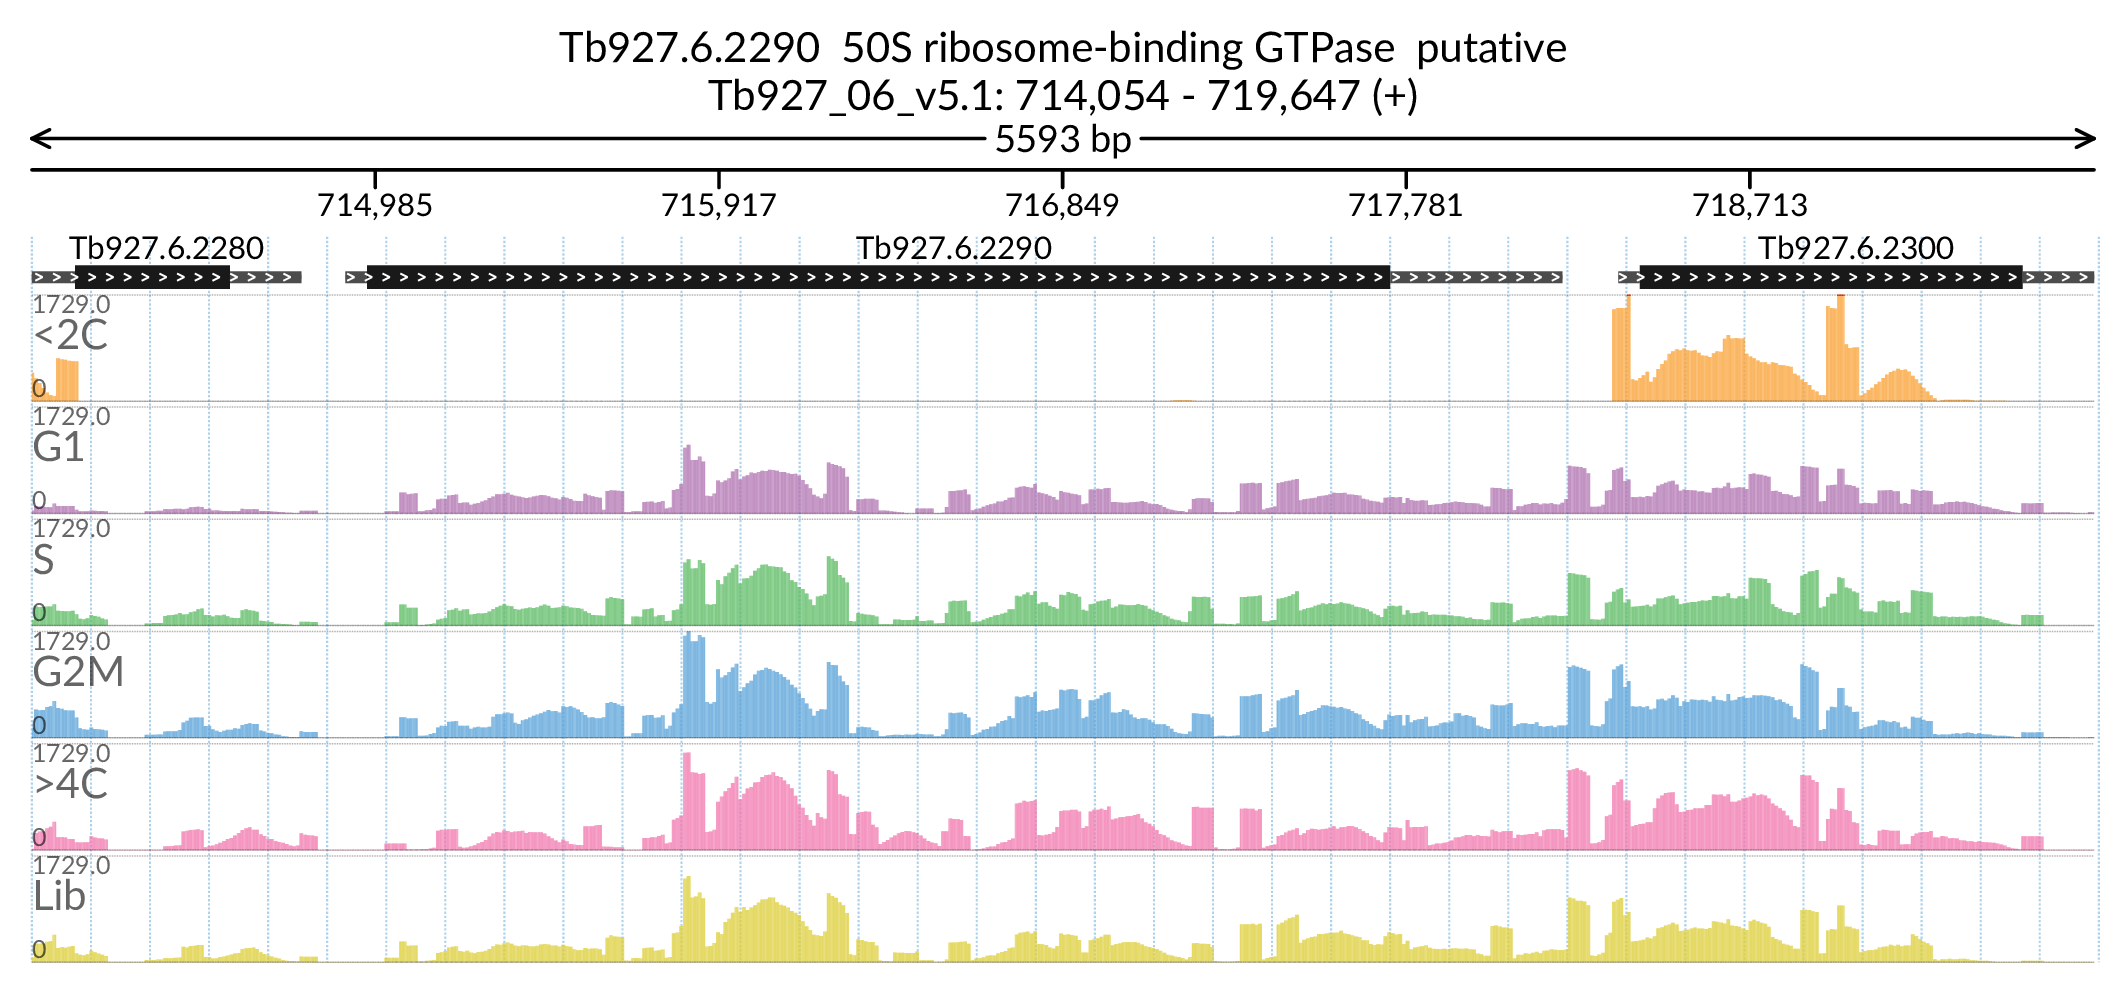 Tb927.6.2290  50S ribosome-binding GTPase  putative
Tb927_06_v5.1: 714,054 - 719,647 (+)
5593 bp
714,985 715,917 716,849 717,781 718,713
Tb927.6.2280 Tb927.6.2290 Tb927.6.2300
1729.0
<2C
0
1729.0
G1
0
1729.0
S
0
1729.0
G2M
0
1729.0
>4C
0
1729.0
Lib
0